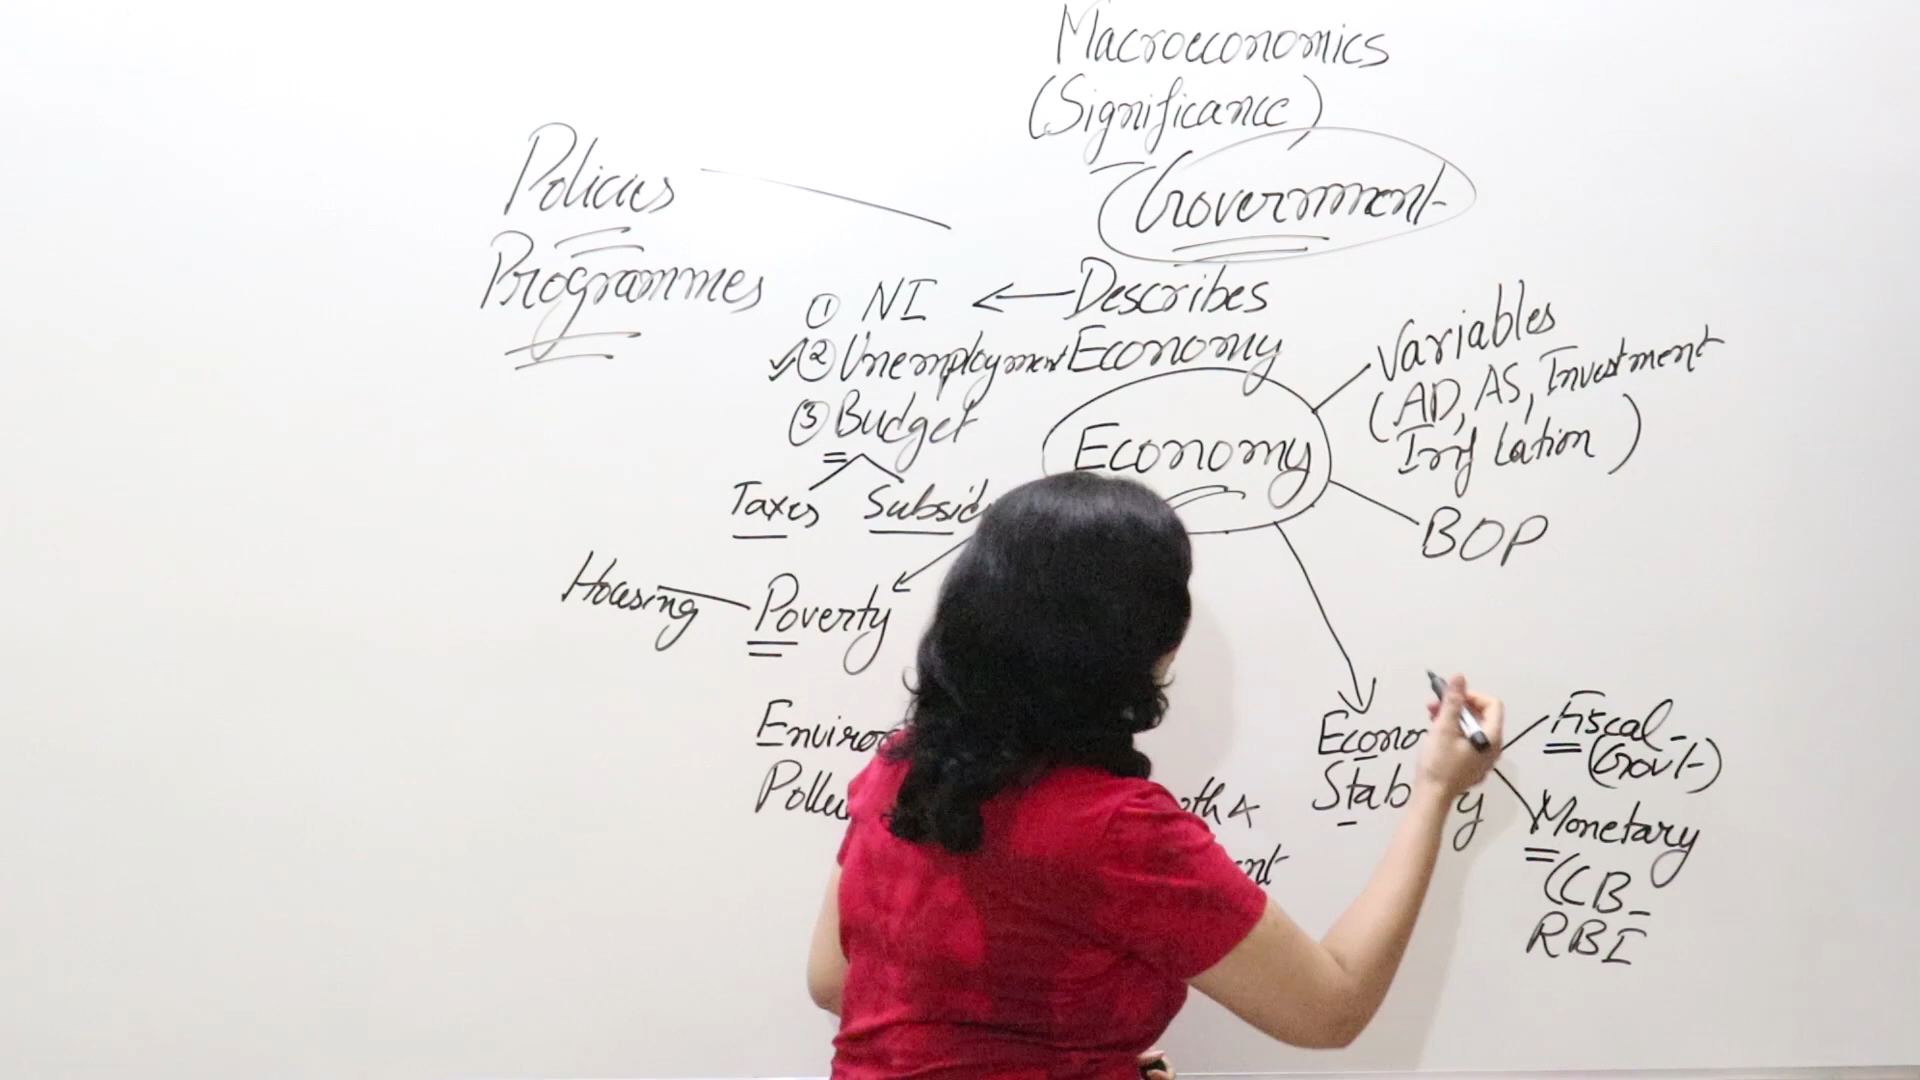 Macroeconomics
(Significance)
Government
Policies
Programmes
Describes
Economy
① NI
② Unemployment
③ Budget
Taxes
Economy
Variables
(AD, AS, Investment
Inflation)
BOP
Housing
Poverty
Fiscal -
(Govt)
Monetary
(CB -
RBI